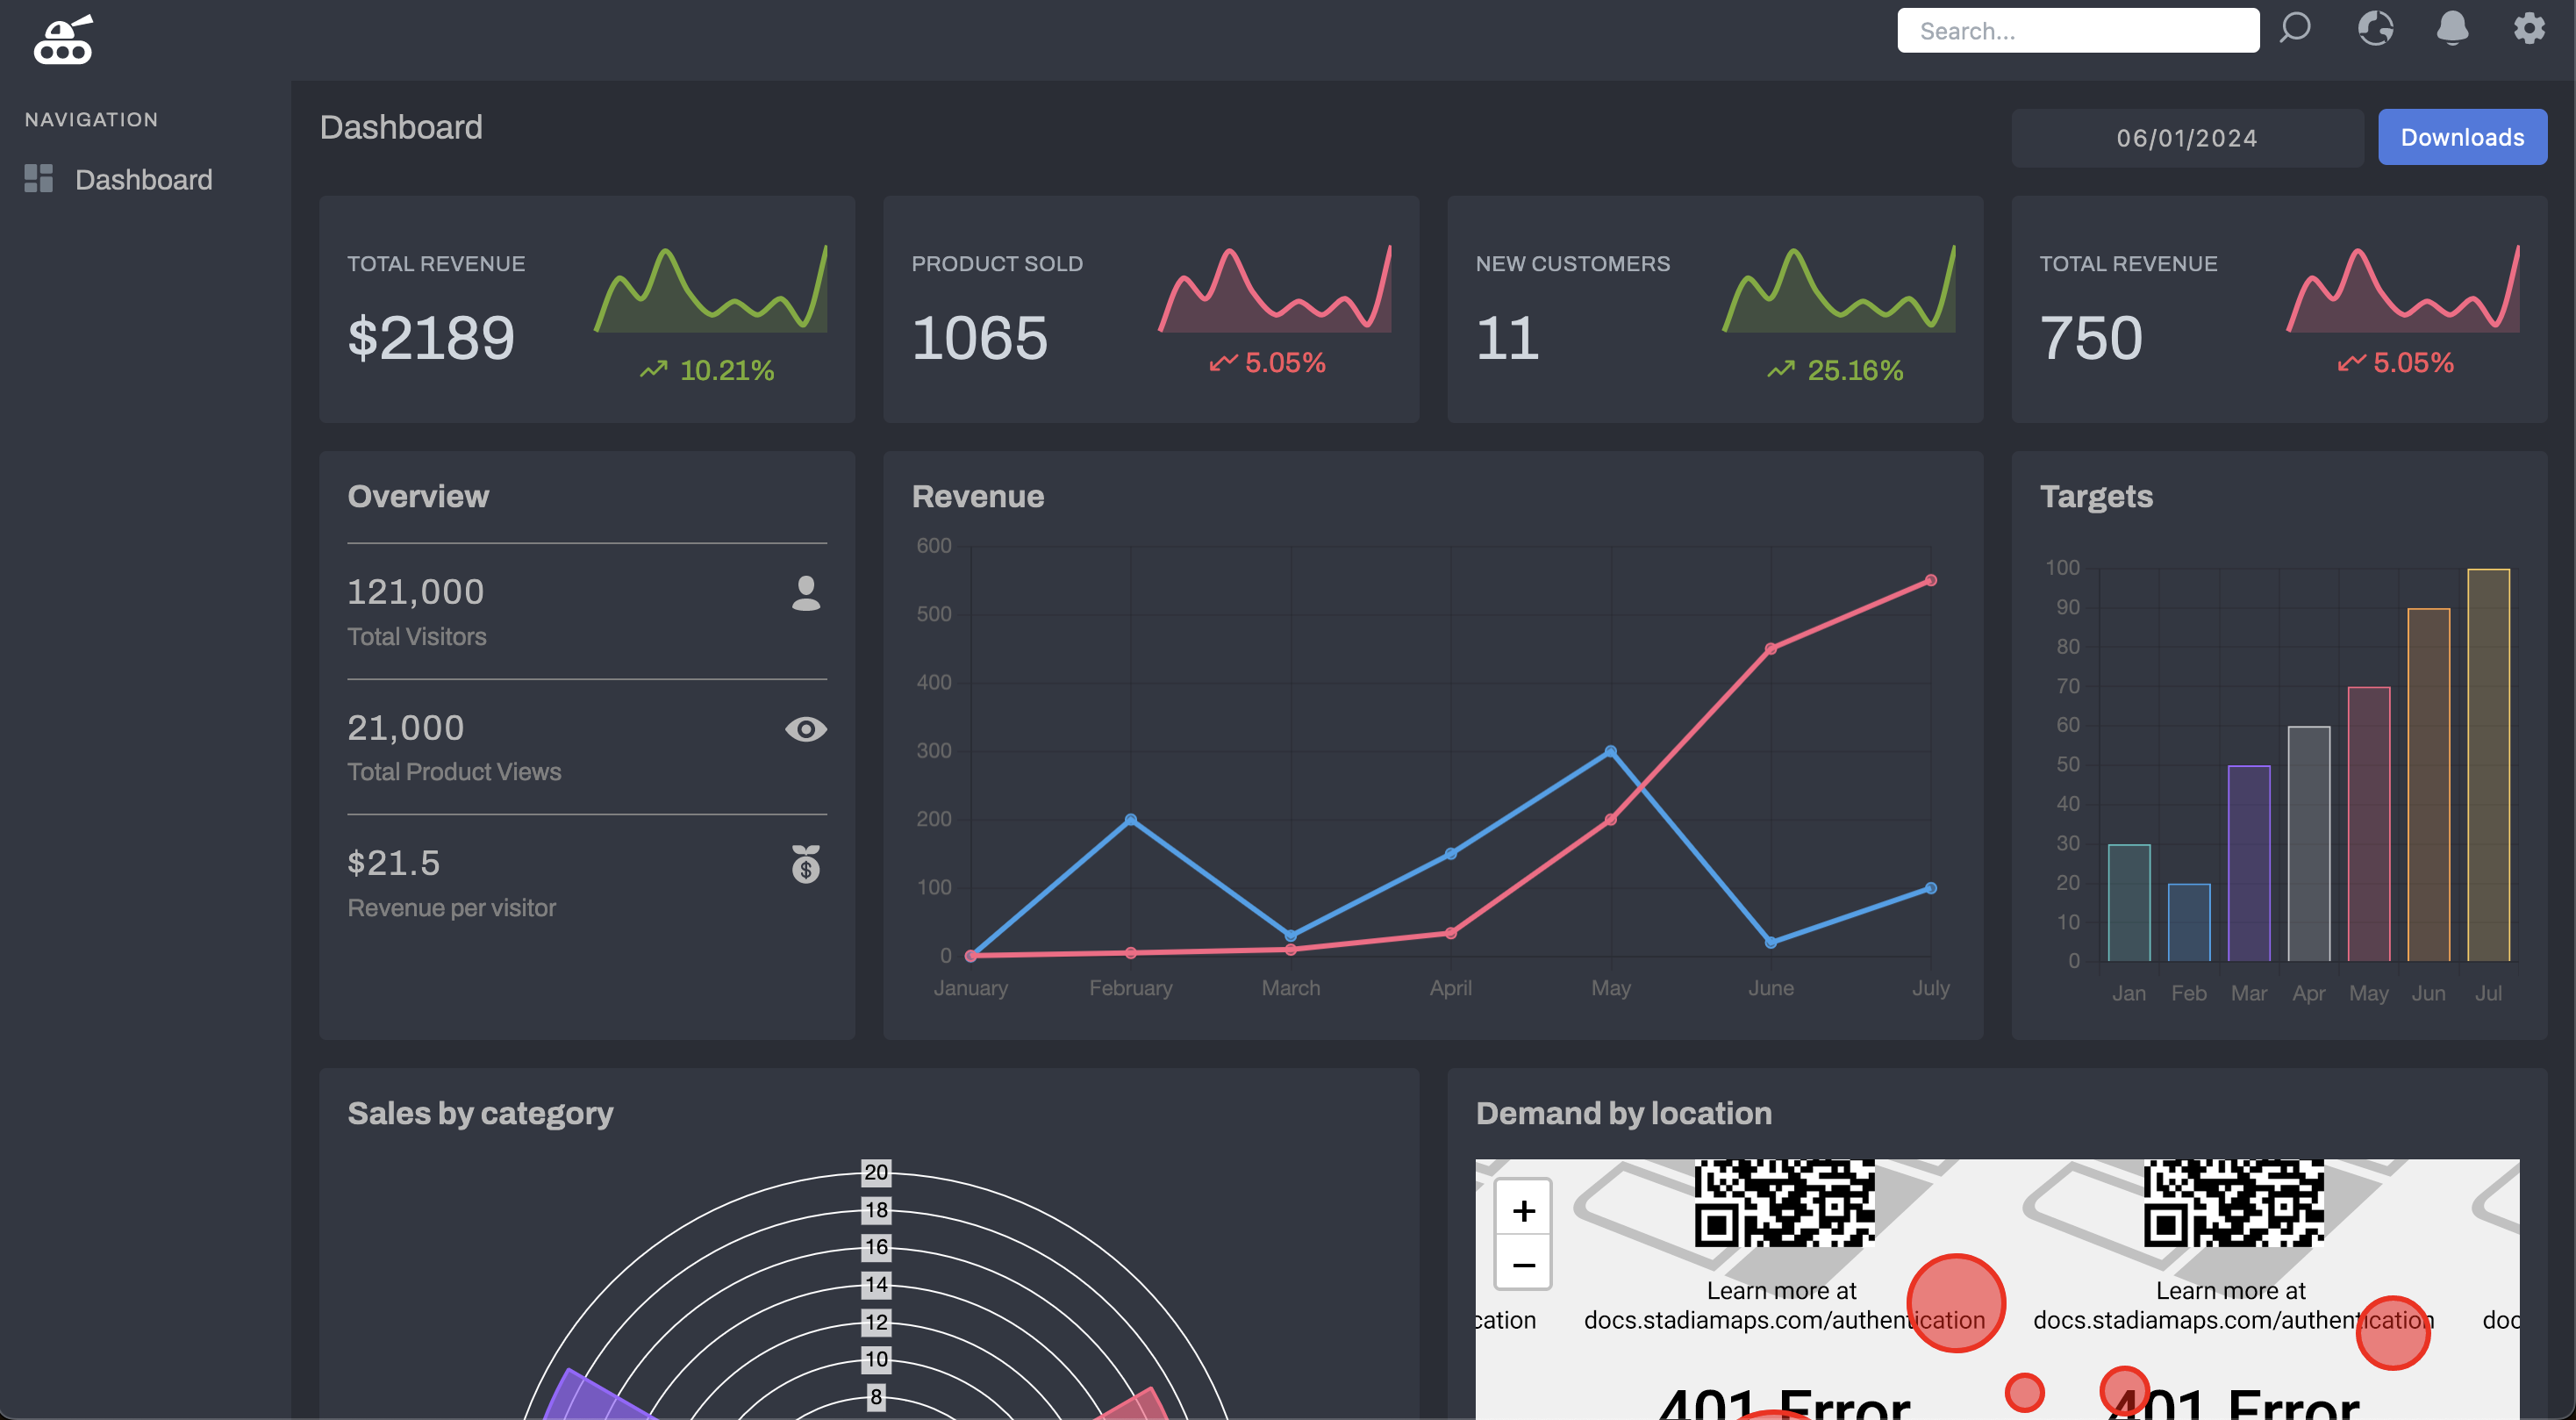 Search...
NAVIGATION
Dashboard
Dashboard
06/01/2024
Downloads
TOTAL REVENUE
$2189
10.21%
PRODUCT SOLD
1065
5.05%
NEW CUSTOMERS
11
25.16%
TOTAL REVENUE
750
5.05%
Overview
121,000
Total Visitors
21,000
Total Product Views
$21.5
$
Revenue per visitor
Revenue
600
500
400
300
200
100
0
January February March April May June July
Targets
100
90
80
70
60
50
40
30
20
10
0
Jan Feb Mar Apr May Jun Jul
Sales by category
20
18
16
14
12
10
8
Demand by location
+
−
Learn more at
docs.stadiamaps.com/authentication
Learn more at
docs.stadiamaps.com/authentication
cation
doc
401 Error
401 Error